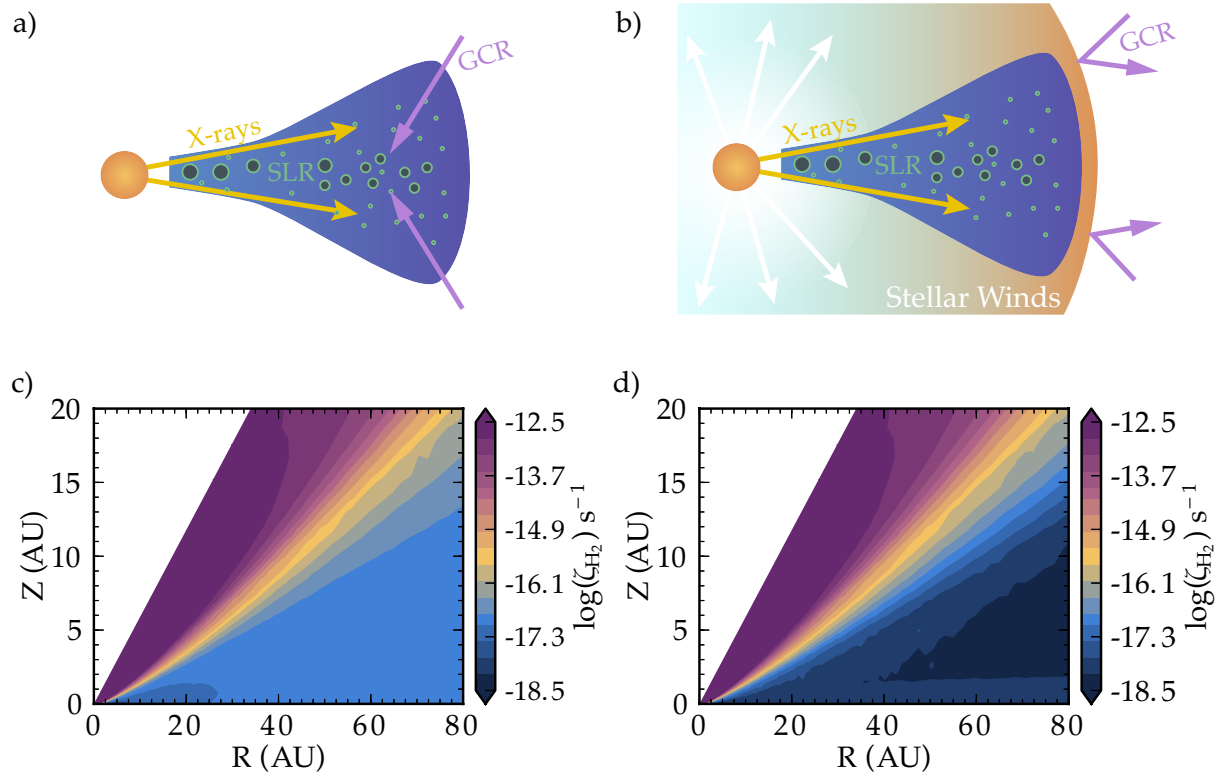 a)
GCR
X-rays
SLR
b)
GCR
X-rays
SLR
Stellar Winds
c)
20
15
10
5
0
Z (AU)
0 20 40 60 80
R (AU)
-12.5
-13.7
-14.9
-16.1
-17.3
-18.5
log(ζ_H₂) s⁻¹
d)
20
15
10
5
0
Z (AU)
0 20 40 60 80
R (AU)
-12.5
-13.7
-14.9
-16.1
-17.3
-18.5
log(ζ_H₂) s⁻¹